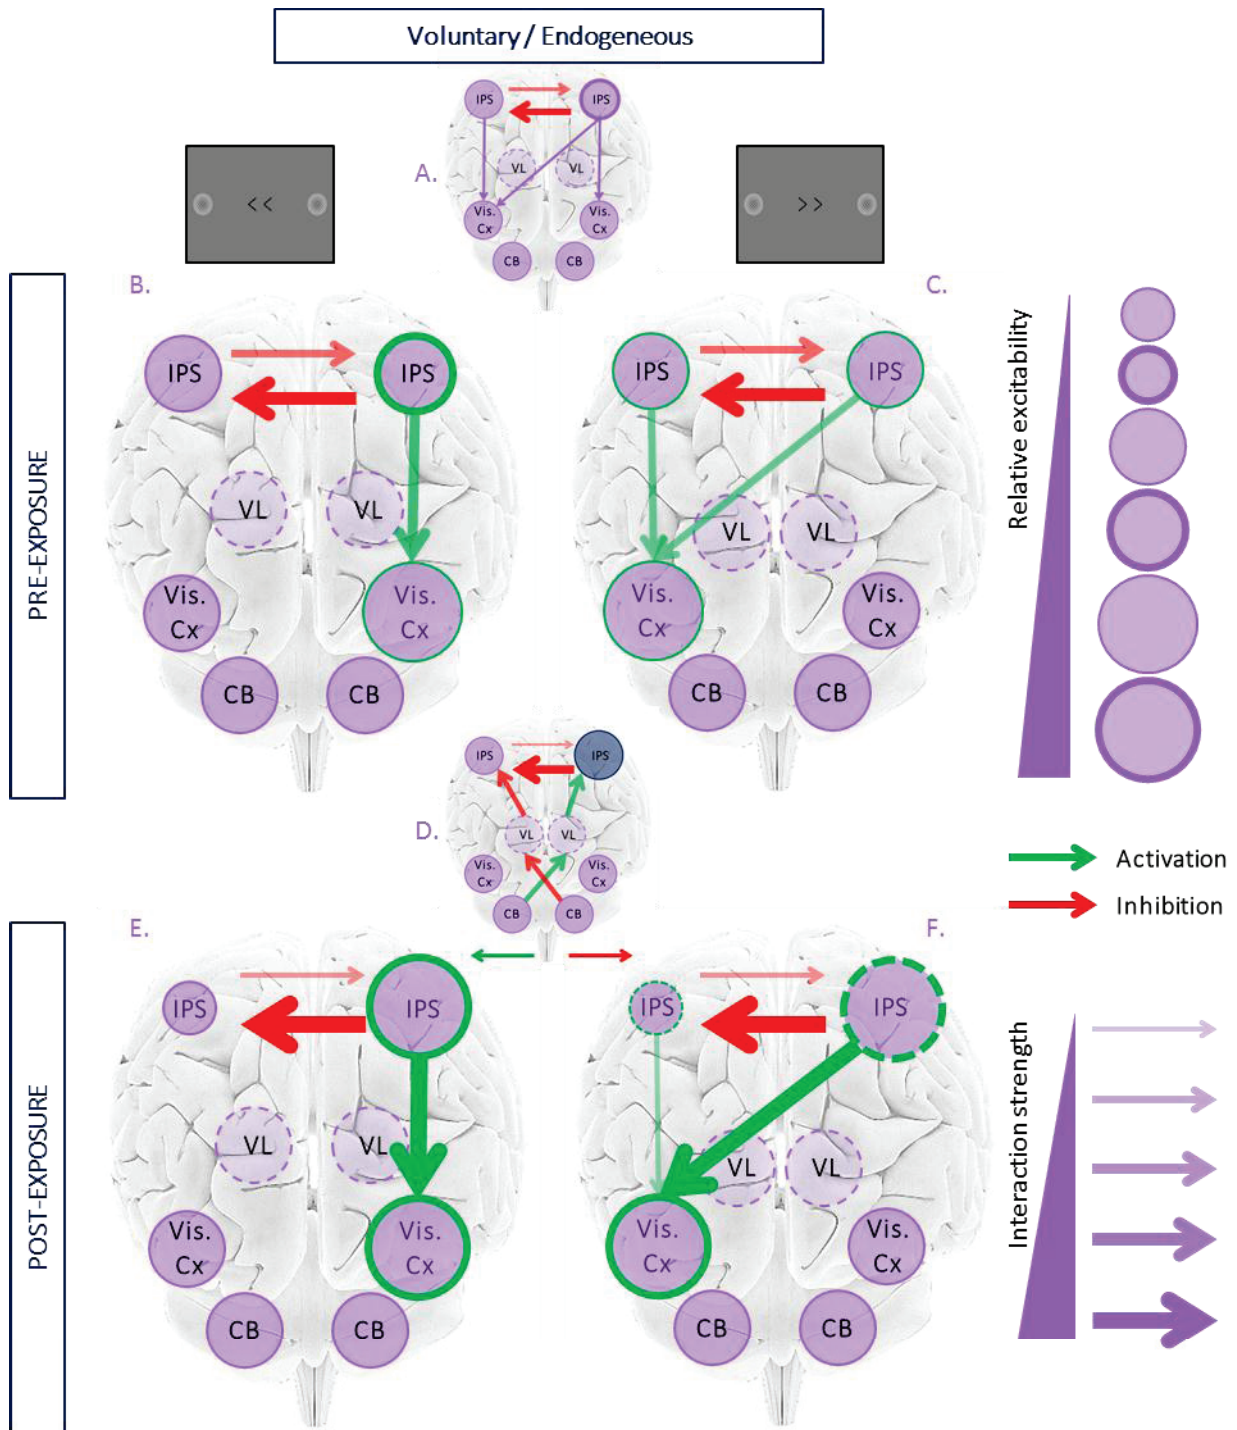 Voluntary / Endogeneous
IPS
IPS
A.
VL
VL
Vis.
Cx
Vis.
Cx
CB
CB
<<
>>
PRE-EXPOSURE
B.
IPS
IPS
VL
VL
Vis.
Cx
Vis.
Cx
CB
CB
C.
IPS
IPS
VL
VL
Vis.
Cx
Vis.
Cx
CB
CB
Relative excitability
D.
IPS
IPS
VL
VL
Vis.
Cx
Vis.
Cx
CB
CB
Activation
Inhibition
POST-EXPOSURE
E.
IPS
IPS
VL
VL
Vis.
Cx
Vis.
Cx
CB
CB
F.
IPS
IPS
VL
VL
Vis.
Cx
Vis.
Cx
CB
CB
Interaction strength